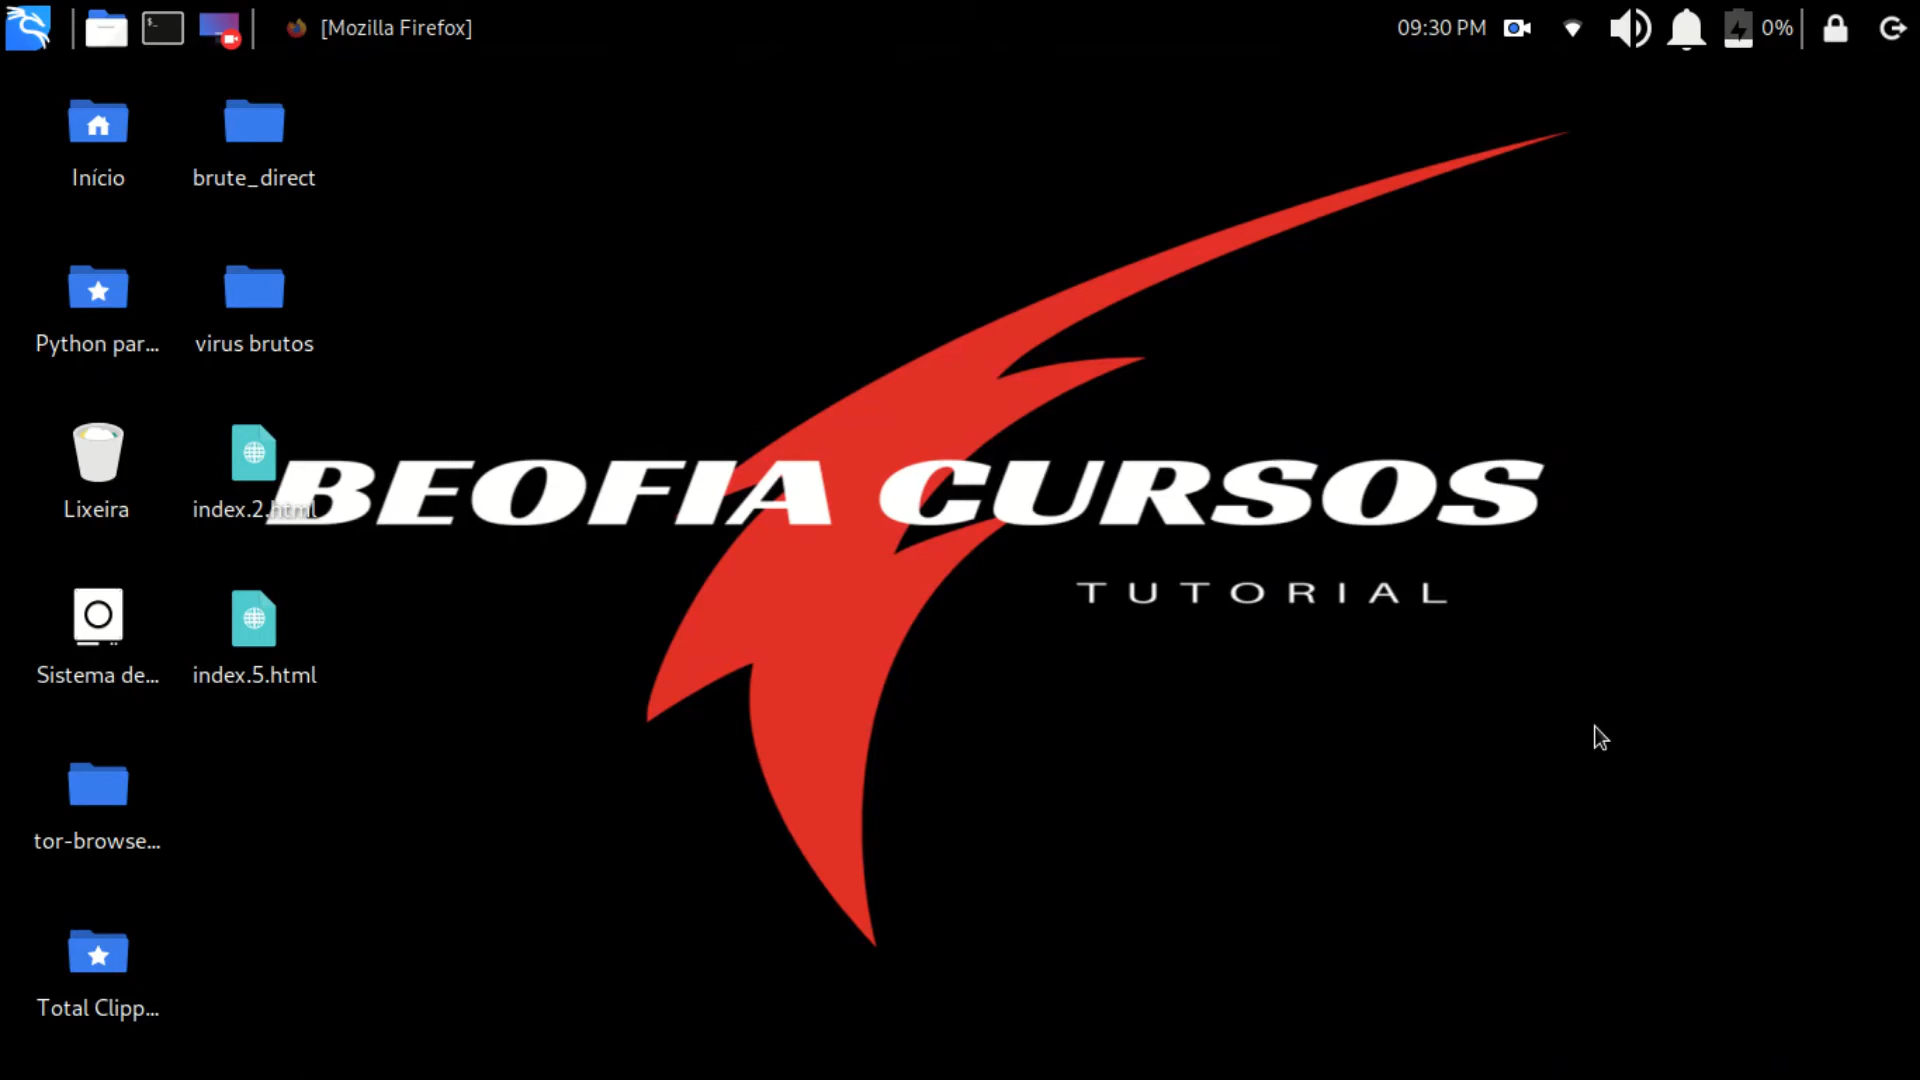 [Mozilla Firefox]
09:30 PM
0%
Início
brute_direct
Python par...
virus brutos
Lixeira
index.2.html
BEOFIA CURSOS
TUTORIAL
Sistema de...
index.5.html
tor-browse...
Total Clipp...